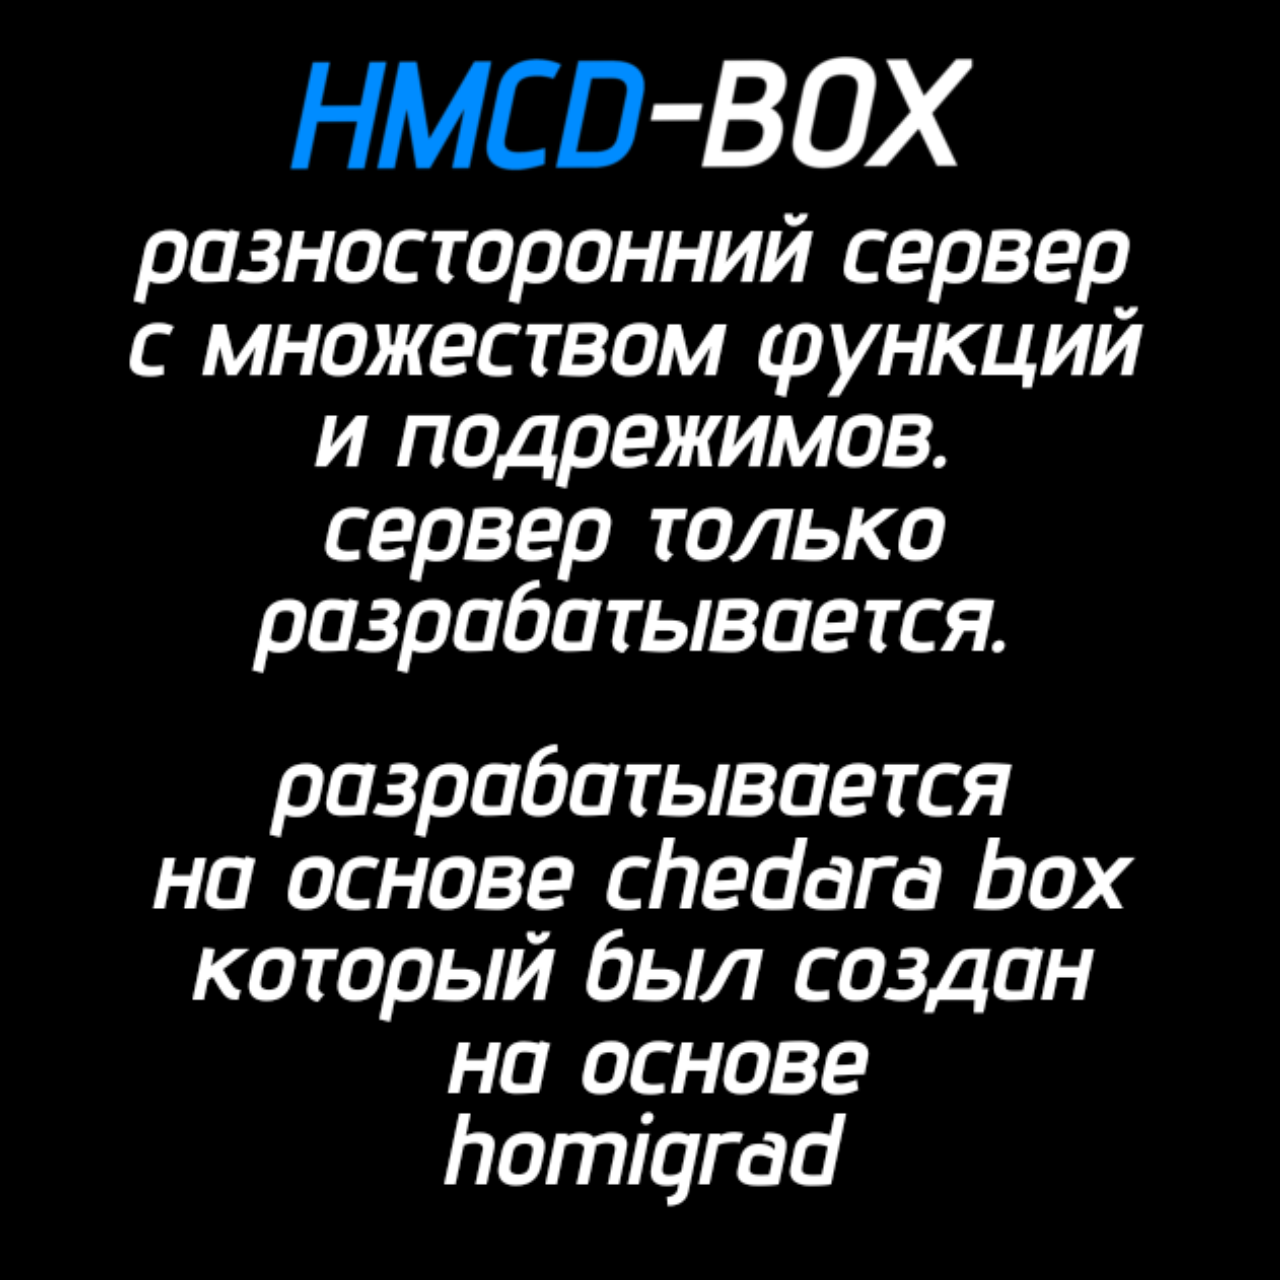 HMCD-BOX
разносторонний сервер
с множеством функций
и подрежимов.
сервер только
разрабатывается.
разрабатывается
на основе chedara box
который был создан
на основе
homigrad